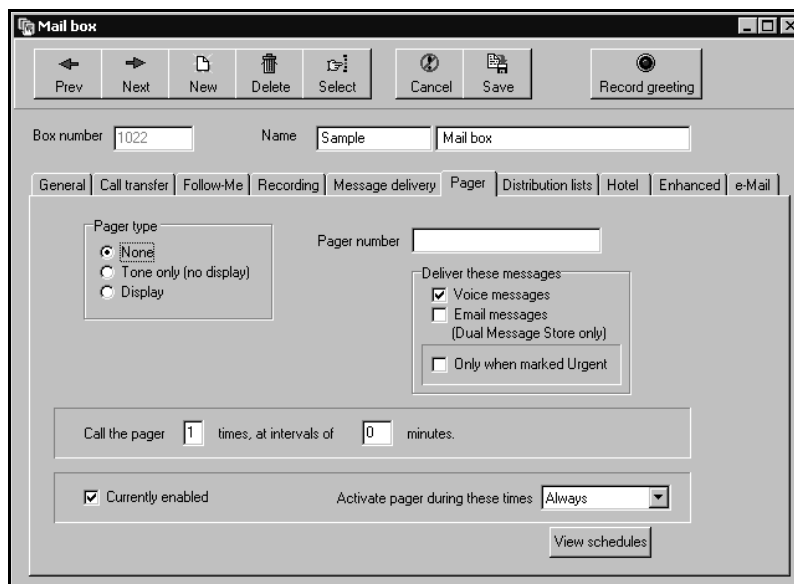 Mail box
Prev Next New Delete Select Cancel Save Record greeting
Box number 1022 Name Sample Mail box
General Call transfer Follow-Me Recording Message delivery Pager Distribution lists Hotel Enhanced e-Mail
Pager type
None
Tone only (no display)
Display
Pager number
Deliver these messages
Voice messages
Email messages
(Dual Message Store only)
Only when marked Urgent
Call the pager 1 times, at intervals of 0 minutes.
Currently enabled Activate pager during these times Always
View schedules